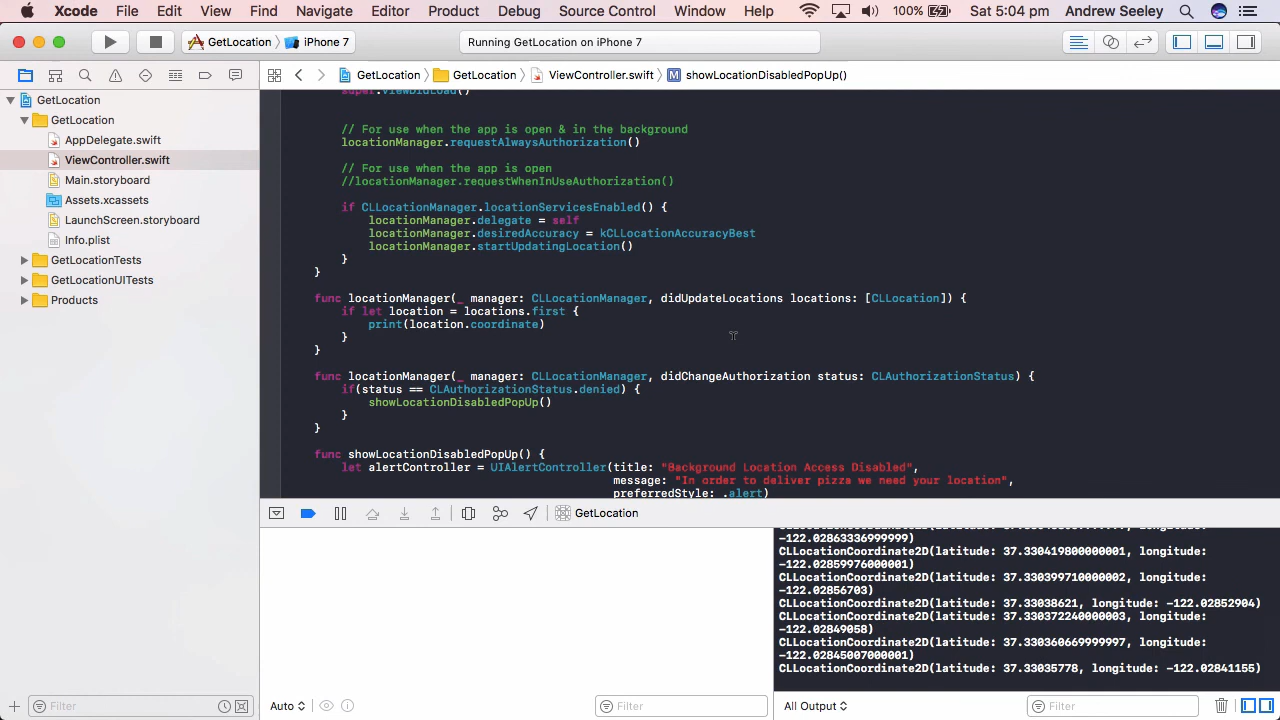 Xcode File Edit View Find Navigate Editor Product Debug Source Control Window Help 100% Sat 5:04 pm Andrew Seeley
GetLocation iPhone 7 Running GetLocation on iPhone 7
GetLocation GetLocation ViewController.swift M showLocationDisabledPopUp()
GetLocation
GetLocation
AppDelegate.swift
ViewController.swift
Main.storyboard
Assets.xcassets
LaunchScreen.storyboard
Info.plist
GetLocationTests
GetLocationUITests
Products
Filter
super.viewDidLoad()
// For use when the app is open & in the background
locationManager.requestAlwaysAuthorization()
// For use when the app is open
//locationManager.requestWhenInUseAuthorization()
if CLLocationManager.locationServicesEnabled() {
locationManager.delegate = self
locationManager.desiredAccuracy = kCLLocationAccuracyBest
locationManager.startUpdatingLocation()
}
}
func locationManager(_ manager: CLLocationManager, didUpdateLocations locations: [CLLocation]) {
if let location = locations.first {
print(location.coordinate)
}
}
func locationManager(_ manager: CLLocationManager, didChangeAuthorization status: CLAuthorizationStatus) {
if(status == CLAuthorizationStatus.denied) {
showLocationDisabledPopUp()
}
}
func showLocationDisabledPopUp() {
let alertController = UIAlertController(title: "Background Location Access Disabled",
message: "In order to deliver pizza we need your location",
preferredStyle: .alert)
GetLocation
Auto Filter
-122.02863336999999)
CLLocationCoordinate2D(latitude: 37.330419800000001, longitude:
-122.02859976000001)
CLLocationCoordinate2D(latitude: 37.330399710000002, longitude:
-122.02856703)
CLLocationCoordinate2D(latitude: 37.33038621, longitude: -122.02852904)
CLLocationCoordinate2D(latitude: 37.330372240000003, longitude:
-122.02849058)
CLLocationCoordinate2D(latitude: 37.330360669999997, longitude:
-122.02845007000001)
CLLocationCoordinate2D(latitude: 37.33035778, longitude: -122.02841155)
All Output Filter